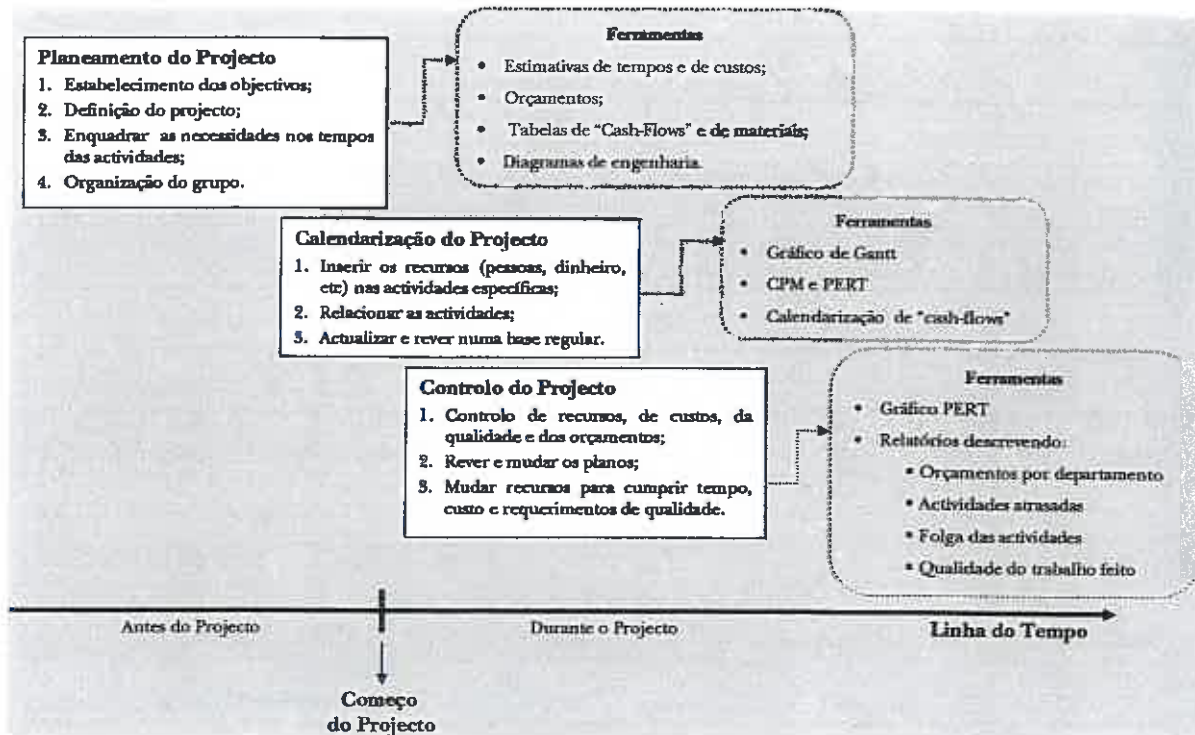 Planeamento do Projecto
1. Estabelecimento dos objectivos;
2. Definição do projecto;
3. Enquadrar as necessidades nos tempos
das actividades;
4. Organização do grupo.
Ferramentas
• Estimativas de tempos e de custos;
• Orçamentos;
• Tabelas de "Cash-Flows" e de materiais;
• Diagramas de engenharia.
Calendarização do Projecto
1. Inserir os recursos (pessoas, dinheiro,
etc) nas actividades específicas;
2. Relacionar as actividades;
3. Actualizar e rever numa base regular.
Ferramentas
• Gráfico de Gantt
• CPM e PERT
• Calendarização de "cash-flows"
Controlo do Projecto
1. Controlo de recursos, de custos, da
qualidade e dos orçamentos;
2. Rever e mudar os planos;
3. Mudar recursos para cumprir tempo,
custo e requerimentos de qualidade.
Ferramentas
• Gráfico PERT
• Relatórios descrevendo:
▪ Orçamentos por departamento
▪ Actividades atrasadas
▪ Folga das actividades
▪ Qualidade do trabalho feito
Antes do Projecto
Durante o Projecto
Linha do Tempo
Começo
do Projecto